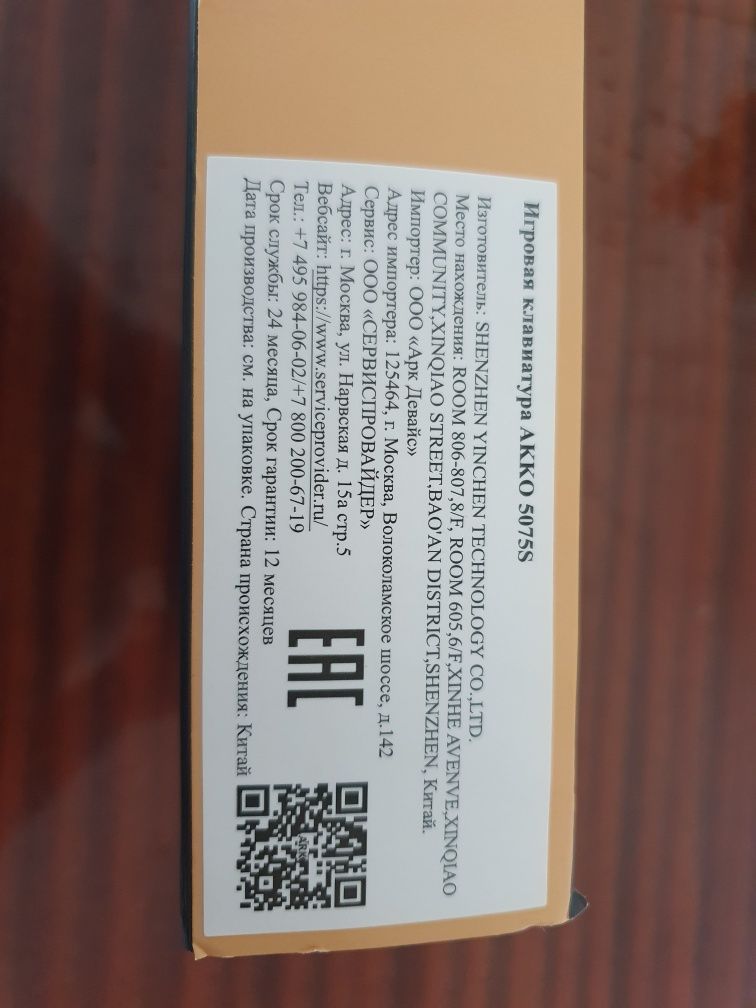 Игровая клавиатура AKKO 5075S
Изготовитель: SHENZHEN YINCHEN TECHNOLOGY CO.,LTD.
Место нахождения: ROOM 806-807,8/F, ROOM 605,6/F,XINHE AVENVE,XINQIAO
COMMUNITY,XINQIAO STREET,BAO'AN DISTRICT,SHENZHEN, Китай.
Импортер: ООО «Арк Девайс»
Адрес импортера: 125464, г. Москва, Волоколамское шоссе, д.142
Сервис: ООО «СЕРВИСПРОВАЙДЕР»
Адрес: г. Москва, ул. Нарвская д. 15а стр.5
Вебсайт: https://www.serviceprovider.ru/
Тел.: +7 495 984-06-02/+7 800 200-67-19
Срок службы: 24 месяца, Срок гарантии: 12 месяцев
Дата производства: см. на упаковке. Страна происхождения: Китай
EAC
ARK